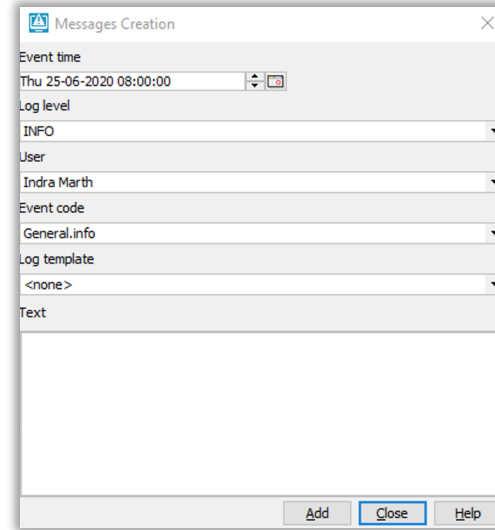 Messages Creation
Event time
Thu 25-06-2020 08:00:00
Log level
INFO
User
Indra Marth
Event code
General.info
Log template
<none>
Text
Add Close Help